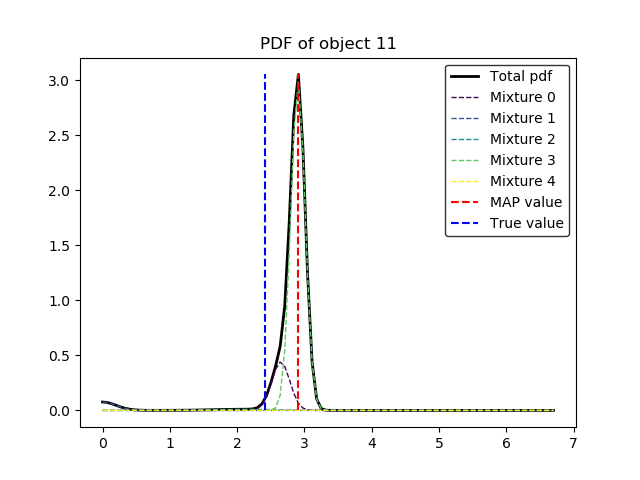 PDF of object 11
3.0
2.5
2.0
1.5
1.0
0.5
0.0
0 1 2 3 4 5 6 7
Total pdf
Mixture 0
Mixture 1
Mixture 2
Mixture 3
Mixture 4
MAP value
True value